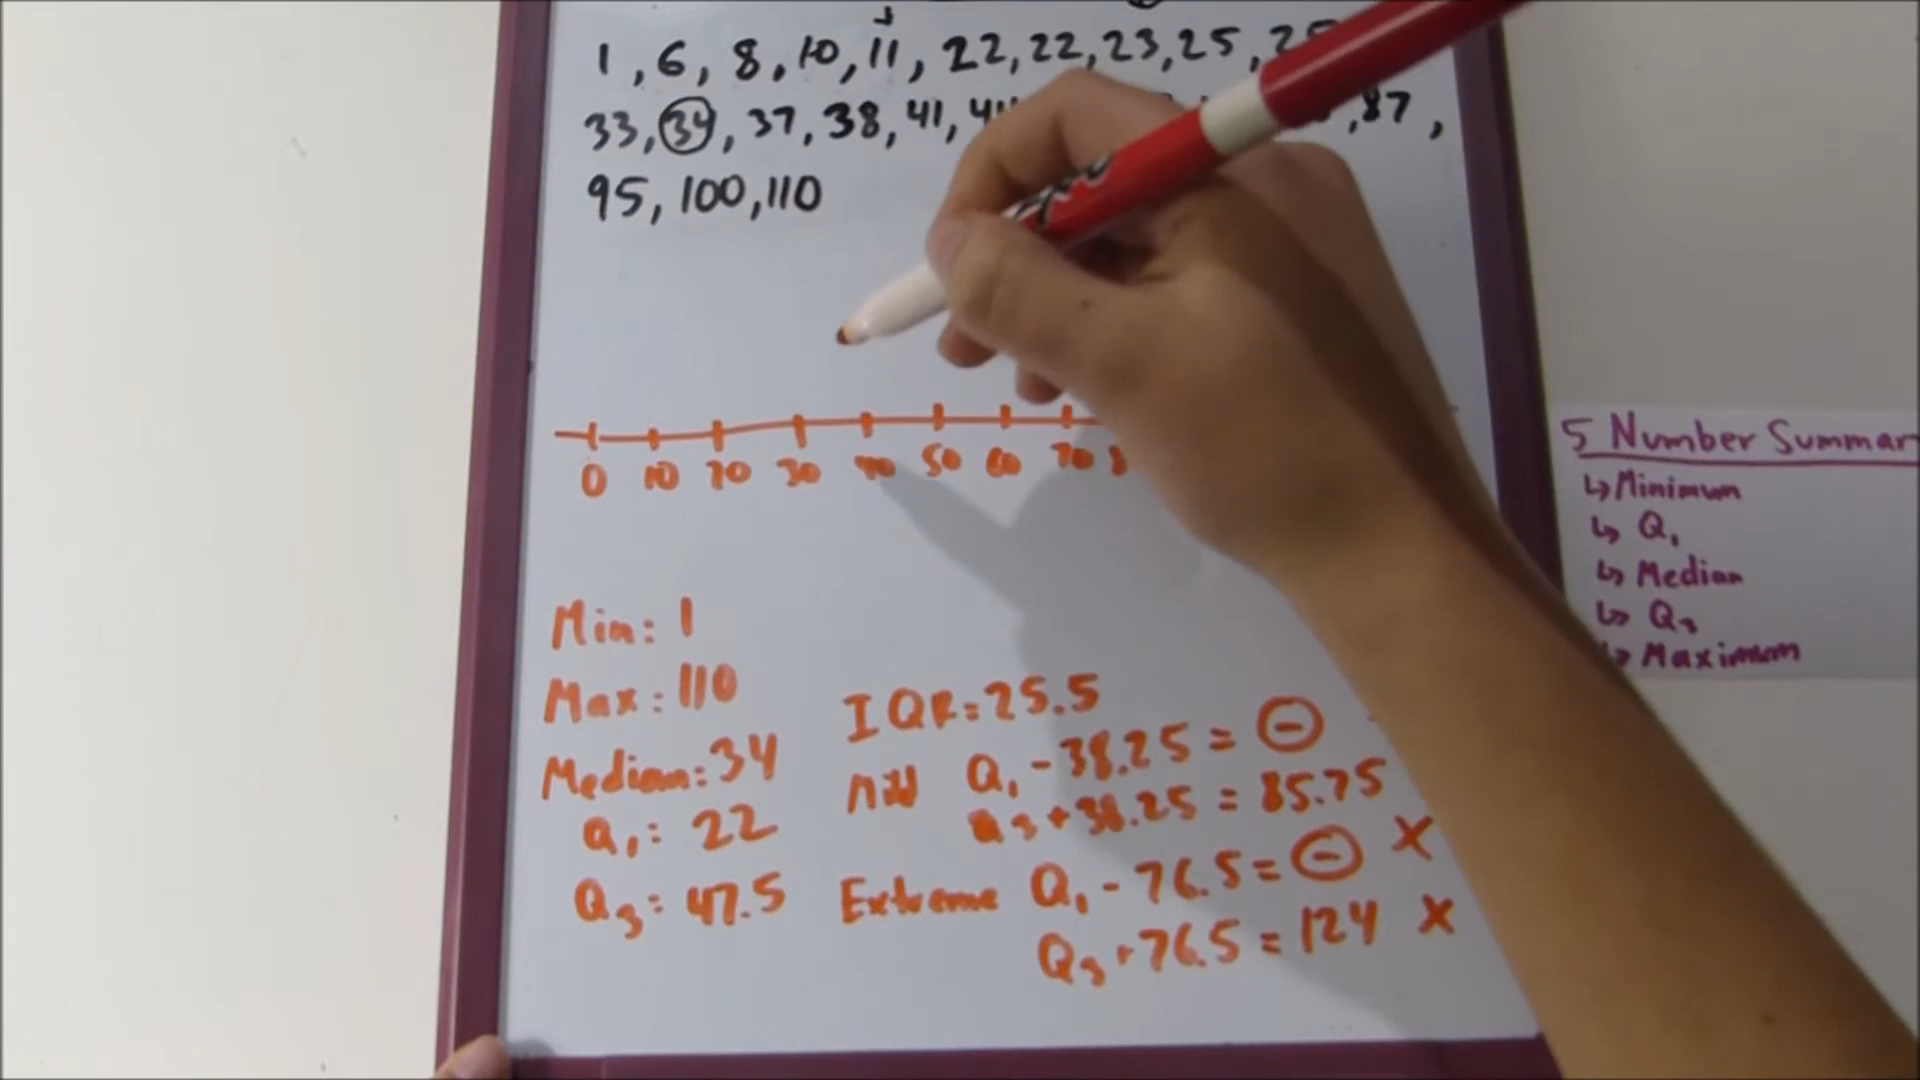 1, 6, 8, 10, 11, 22, 22, 23, 25,
33, 34, 37, 38, 41, , 87,
95, 100, 110
0 10 20 30 40 50 60 70
5 Number Summar
↳ Minimum
↳ Q₁
↳ Median
↳ Q₃
↳ Maximum
Min: 1
Max: 110
Median: 34
Q₁: 22
Q₃: 47.5
IQR = 25.5
Mild Q₁ - 38.25 = ⊖
Q₃ + 38.25 = 85.75
Extreme Q₁ - 76.5 = ⊖ X
Q₃ + 76.5 = 124 X